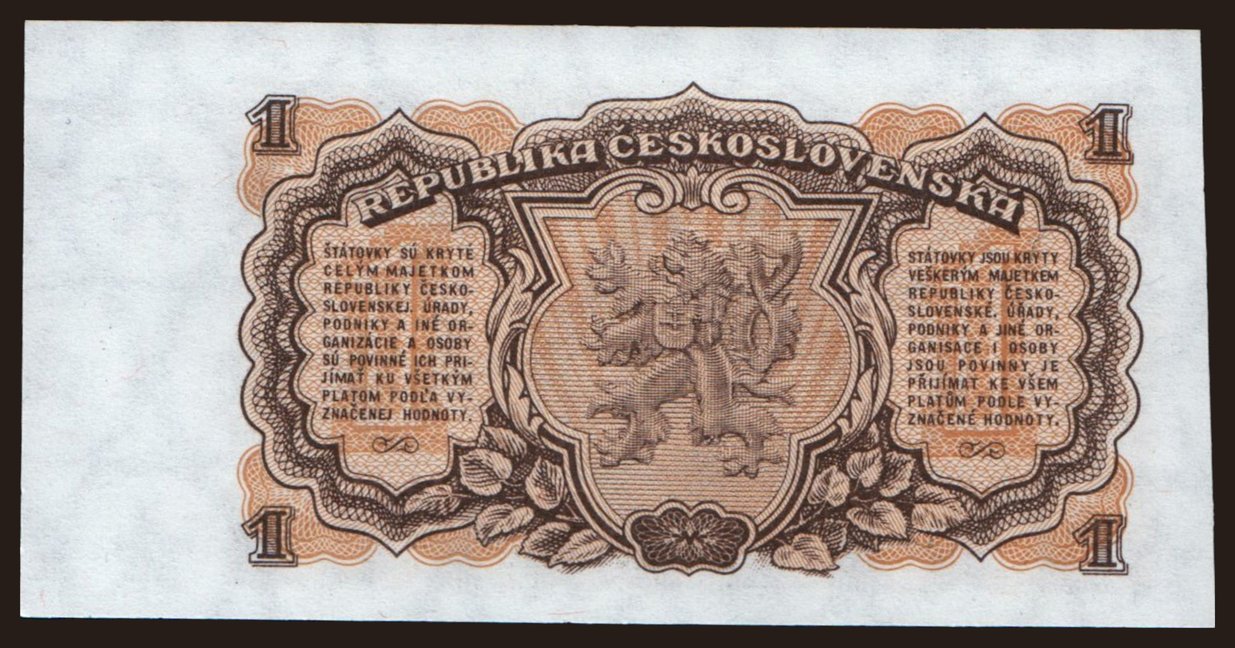 1
1
REPUBLIKA ČESKOSLOVENSKÁ
ŠTÁTOVKY SÚ KRYTÉ
CELÝM MAJETKOM
REPUBLIKY ČESKO-
SLOVENSKEJ. ÚRADY,
PODNIKY A INÉ OR-
GANIZÁCIE A OSOBY
SÚ POVINNÉ ICH PRI-
JÍMAŤ KU VŠETKÝM
PLATOM PODĽA VY-
ZNAČENEJ HODNOTY.
STÁTOVKY JSOU KRYTY
VEŠKERÝM MAJETKEM
REPUBLIKY ČESKO-
SLOVENSKÉ. ÚŘADY,
PODNIKY A JINÉ OR-
GANISACE I OSOBY
JSOU POVINNY JE
PŘIJÍMAT KE VŠEM
PLATŮM PODLE VY-
ZNAČENÉ HODNOTY.
1
1